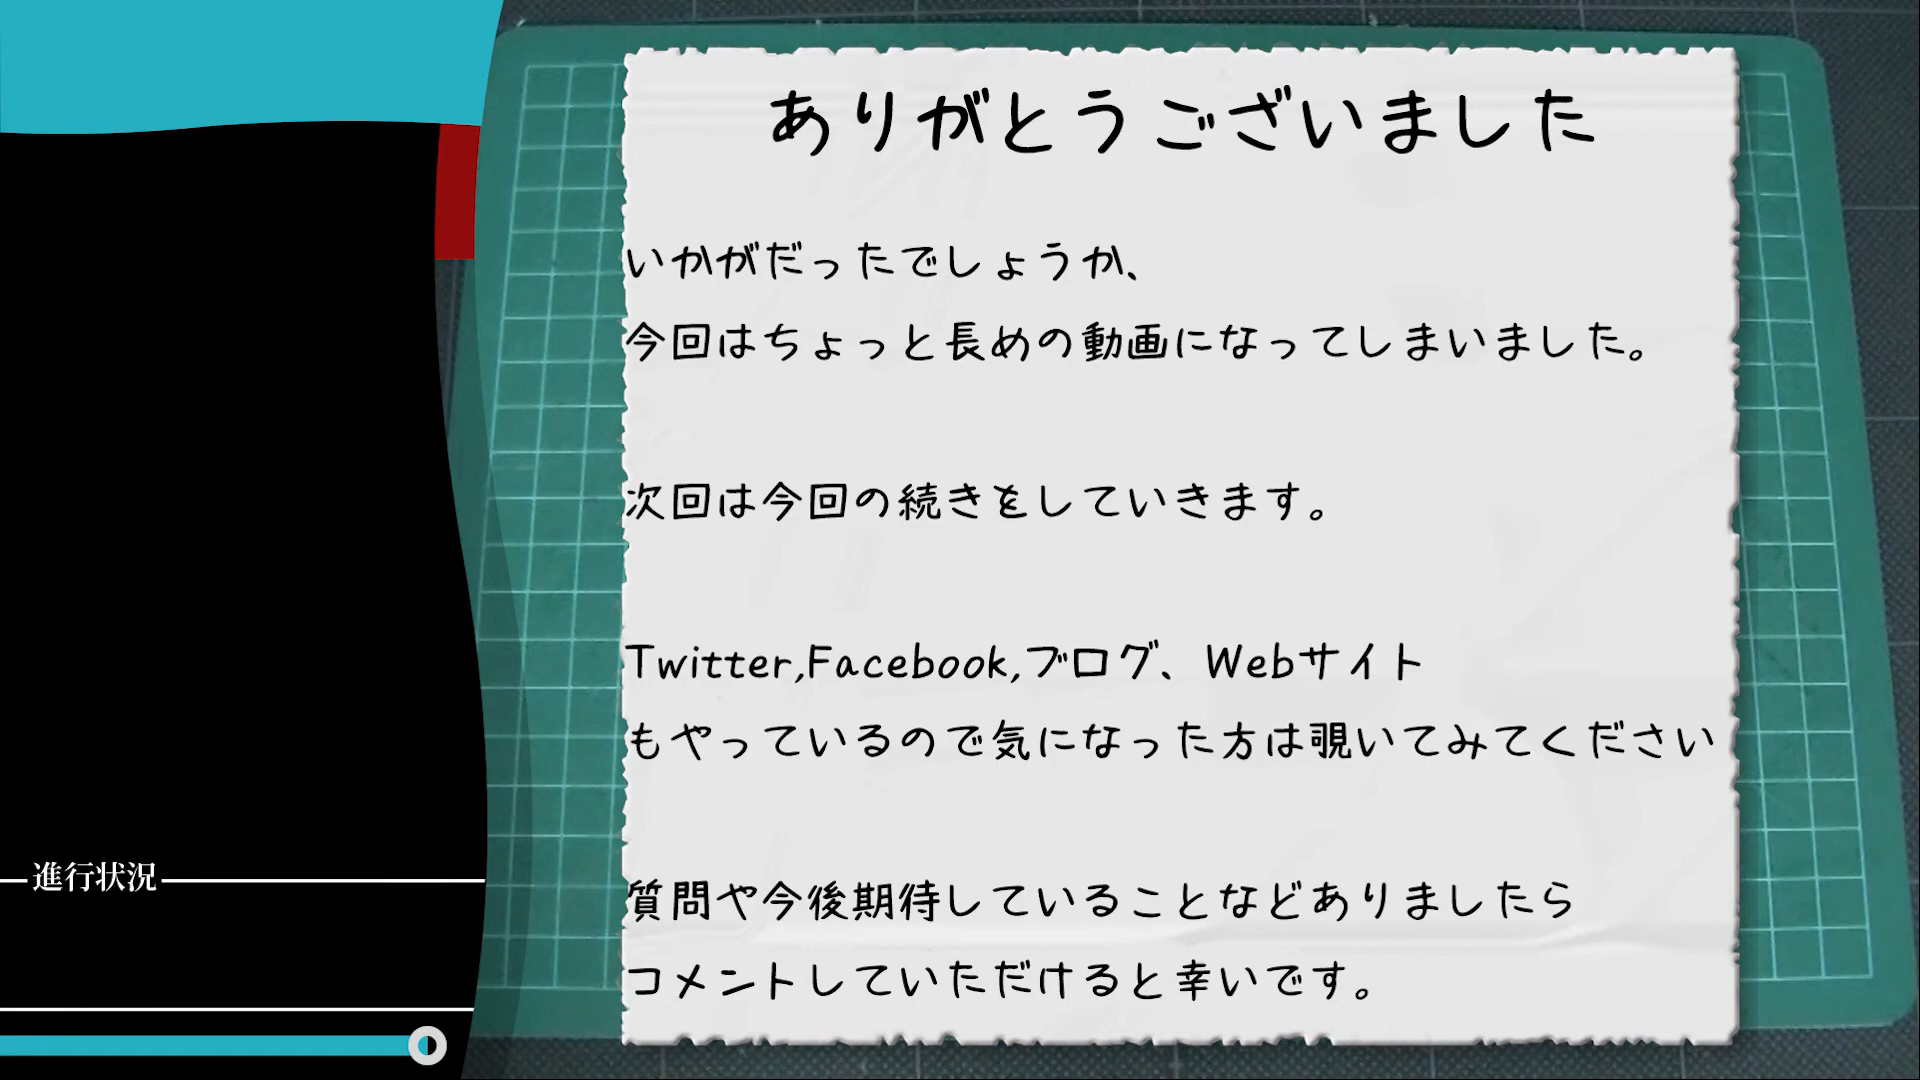 ありがとうございました
いかがだったでしょうか、
今回はちょっと長めの動画になってしまいました。
次回は今回の続きをしていきます。
Twitter,Facebook,ブログ、Webサイト
もやっているので気になった方は覗いてみてください
質問や今後期待していることなどありましたら
コメントしていただけると幸いです。
進行状況